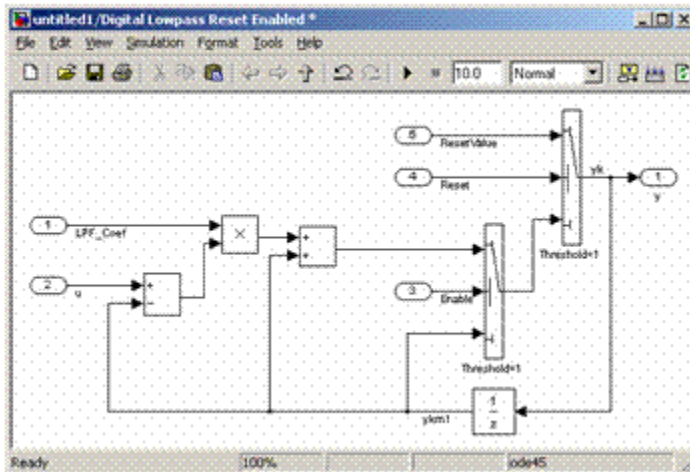 untitled1/Digital Lowpass Reset Enabled *
File Edit View Simulation Format Tools Help
10.0 Normal
5
ResetValue
4
Reset
yk
1
y
1
LPF_Coef
×
+
+
Threshold=1
2
u
+
−
3
Enable
Threshold=1
ykm1
1
z
Ready 100% ode45